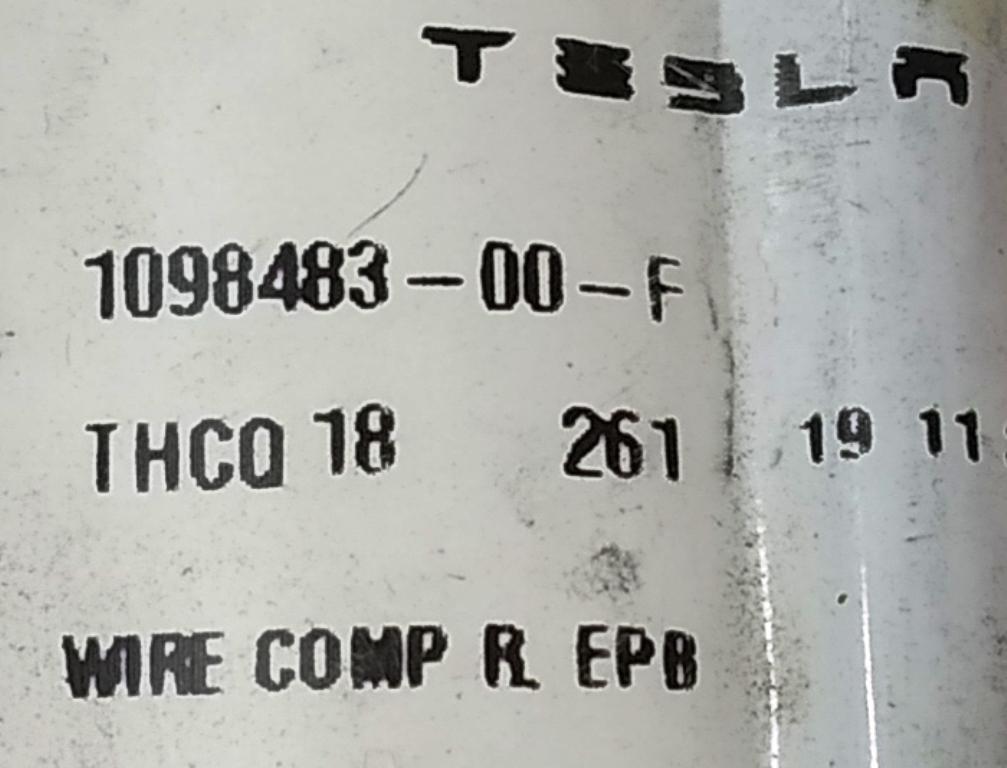 TESLA
1098483-00-F
THCQ 18 261 19 11
WIRE COMP R EPB